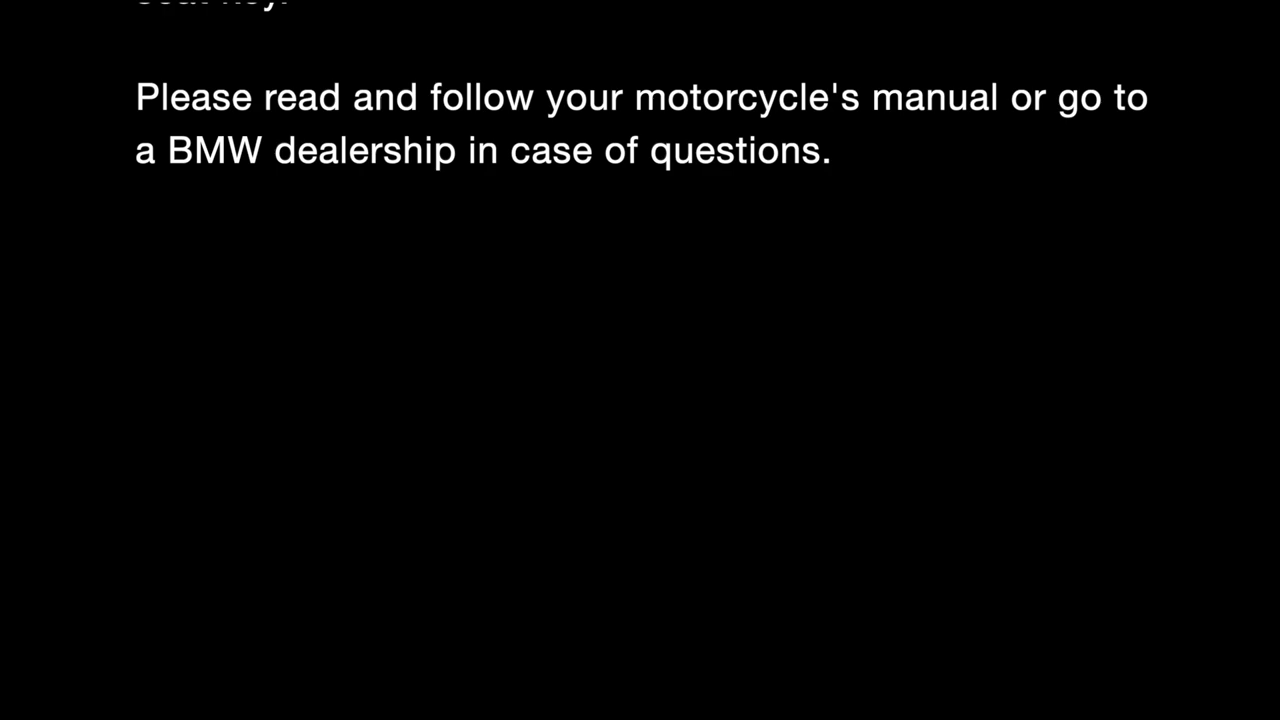 Please read and follow your motorcycle's manual or go to
a BMW dealership in case of questions.